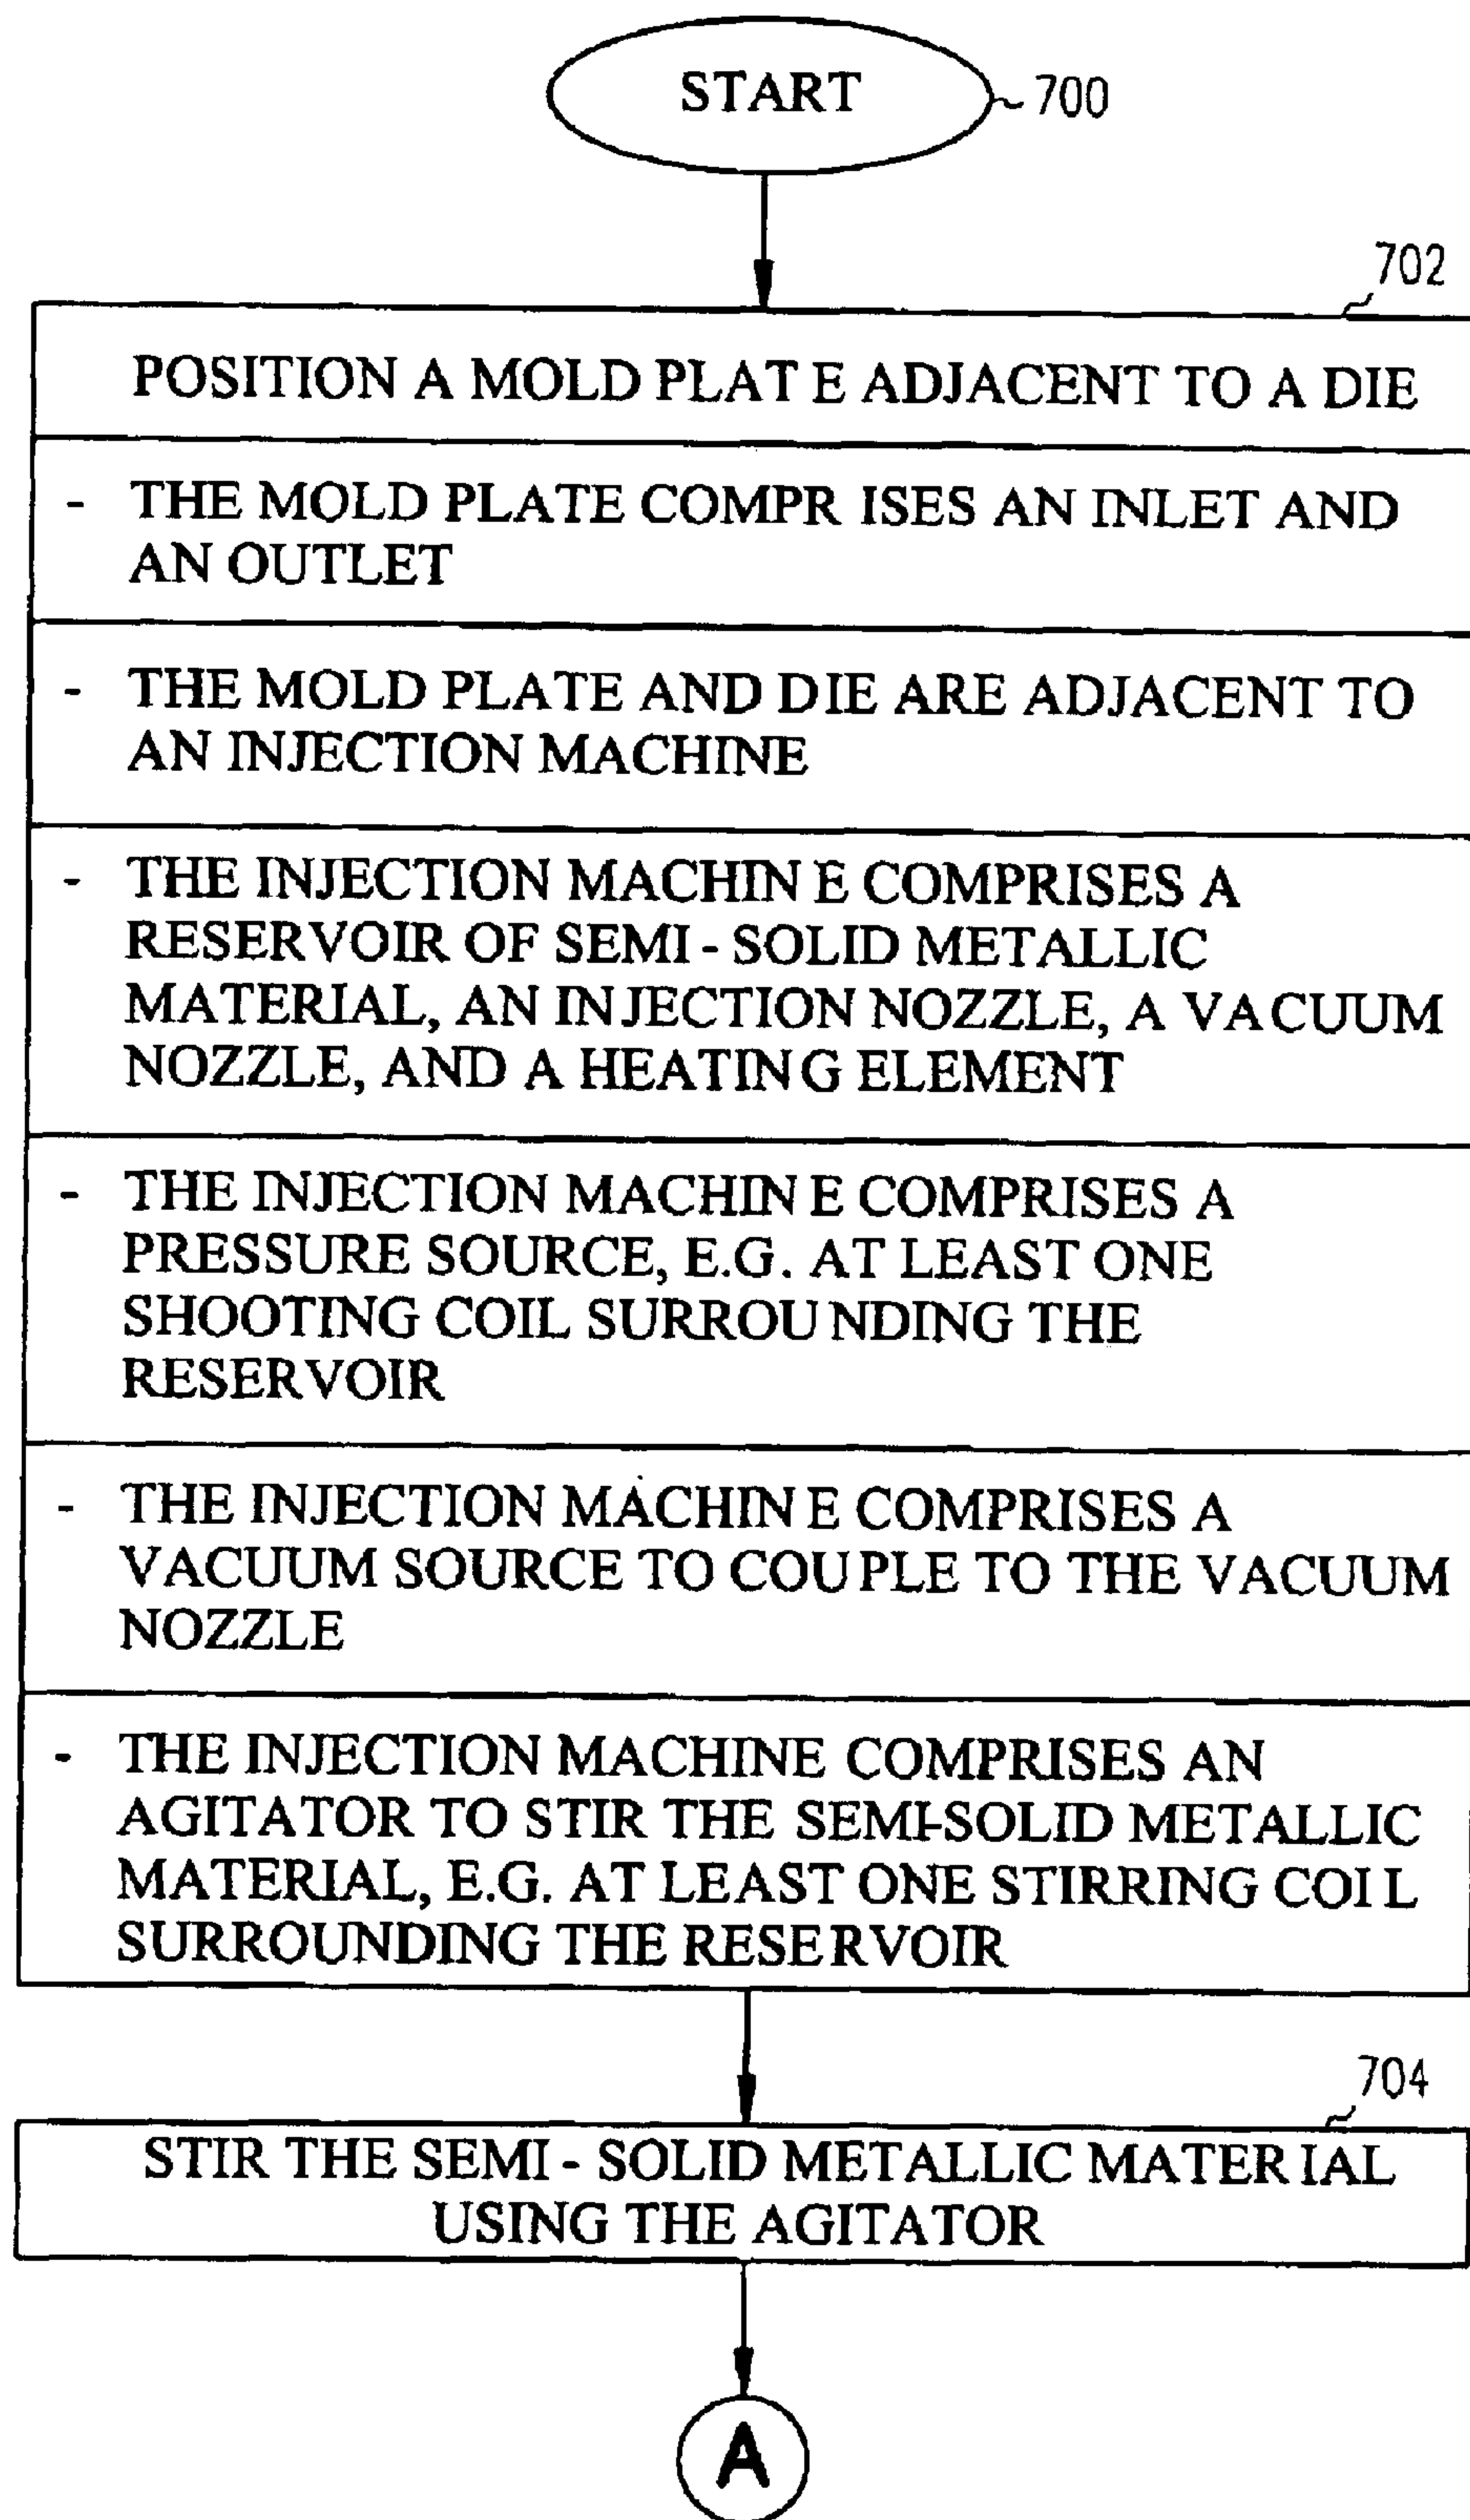 START
700
702
POSITION A MOLD PLATE ADJACENT TO A DIE
- THE MOLD PLATE COMPRISES AN INLET AND
AN OUTLET
- THE MOLD PLATE AND DIE ARE ADJACENT TO
AN INJECTION MACHINE
- THE INJECTION MACHINE COMPRISES A
RESERVOIR OF SEMI-SOLID METALLIC
MATERIAL, AN INJECTION NOZZLE, A VACUUM
NOZZLE, AND A HEATING ELEMENT
- THE INJECTION MACHINE COMPRISES A
PRESSURE SOURCE, E.G. AT LEAST ONE
SHOOTING COIL SURROUNDING THE
RESERVOIR
- THE INJECTION MACHINE COMPRISES A
VACUUM SOURCE TO COUPLE TO THE VACUUM
NOZZLE
- THE INJECTION MACHINE COMPRISES AN
AGITATOR TO STIR THE SEMI-SOLID METALLIC
MATERIAL, E.G. AT LEAST ONE STIRRING COIL
SURROUNDING THE RESERVOIR
704
STIR THE SEMI-SOLID METALLIC MATERIAL
USING THE AGITATOR
A